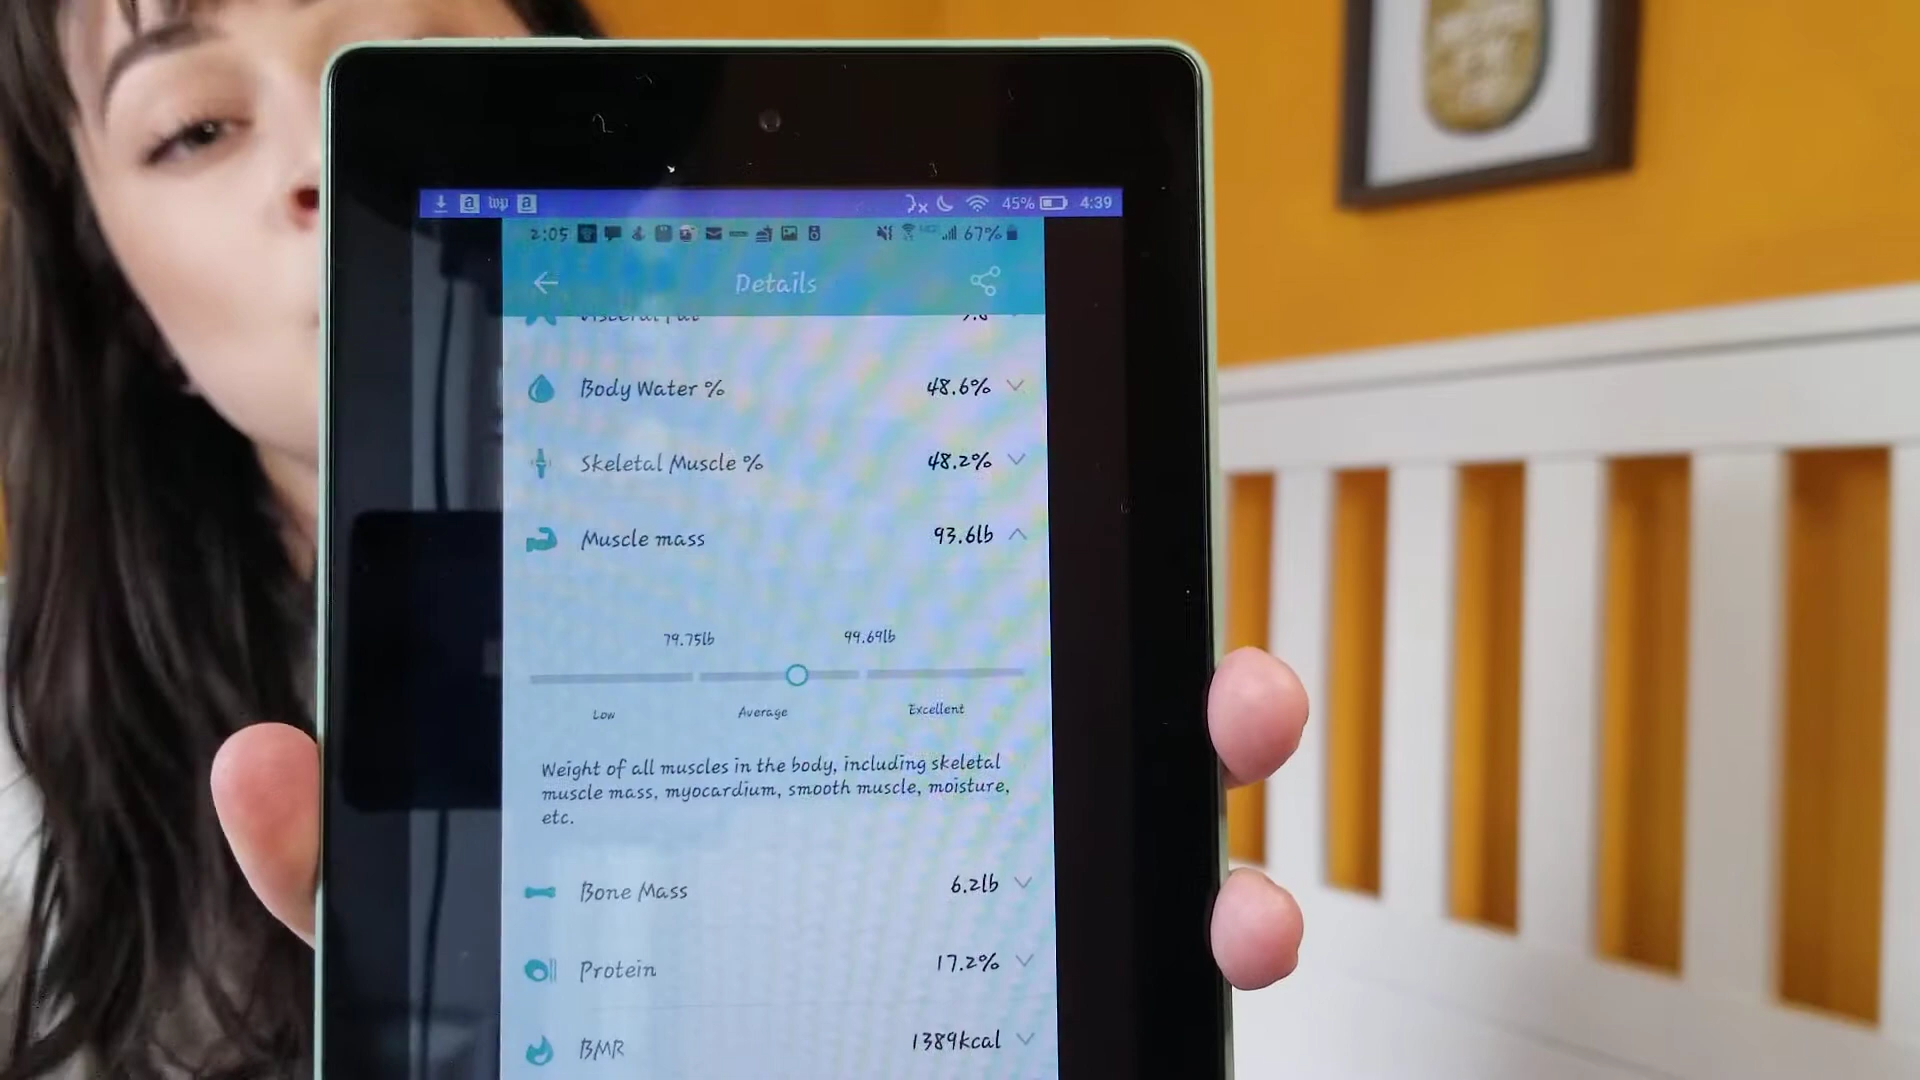 45% 4:39
2:05 67%
Details
Visceral Fat
Body Water % 48.6%
Skeletal Muscle % 48.2%
Muscle mass 93.6lb
79.75lb 99.69lb
Low Average Excellent
Weight of all muscles in the body, including skeletal
muscle mass, myocardium, smooth muscle, moisture,
etc.
Bone Mass 6.2lb
Protein 17.2%
BMR 1389kcal